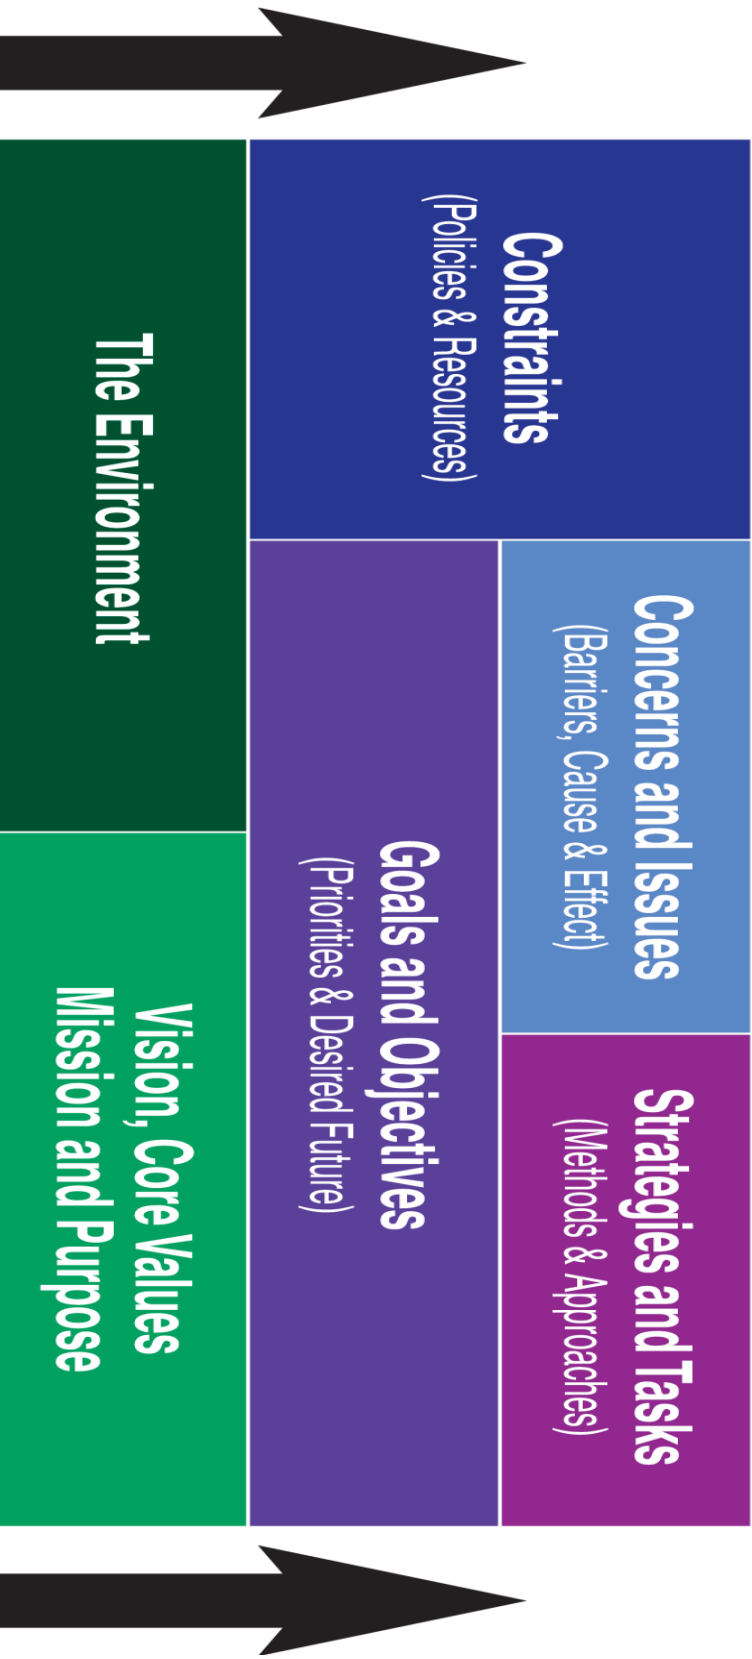 Constraints
(Policies & Resources)
Concerns and Issues
(Barriers, Cause & Effect)
Strategies and Tasks
(Methods & Approaches)
Goals and Objectives
(Priorities & Desired Future)
The Environment
Vision, Core Values
Mission and Purpose